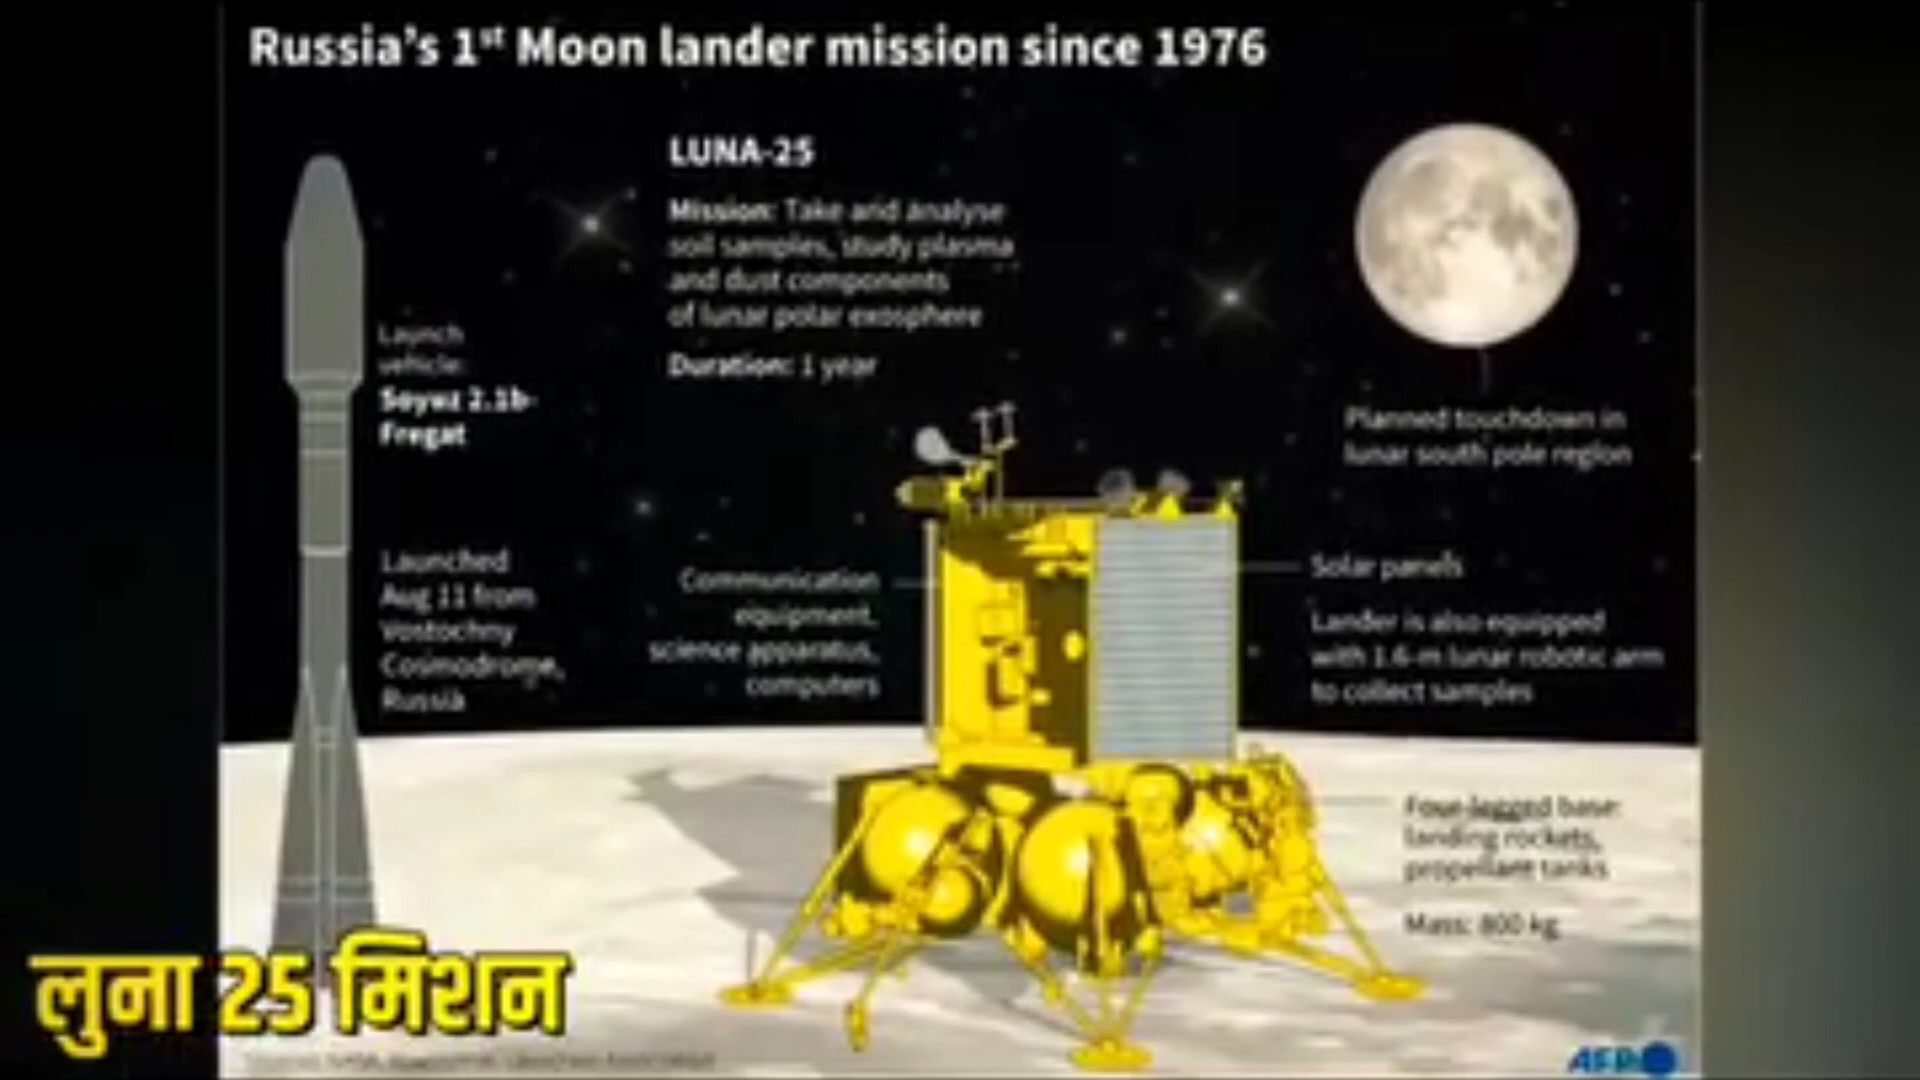 Russia's 1st Moon lander mission since 1976
LUNA-25
Mission: Take and analyse
soil samples, study plasma
and dust components
of lunar polar exosphere
Duration: 1 year
Launch
vehicle:
Soyuz 2.1b-
Fregat
Planned touchdown in
lunar south pole region
Launched
Aug 11 from
Vostochny
Cosmodrome,
Russia
Communication
equipment,
science apparatus,
computers
Solar panels
Lander is also equipped
with 1.6-m lunar robotic arm
to collect samples
Four-legged base:
landing rockets,
propellant tanks
Mass: 800 kg
लुना 25 मिशन
AFP